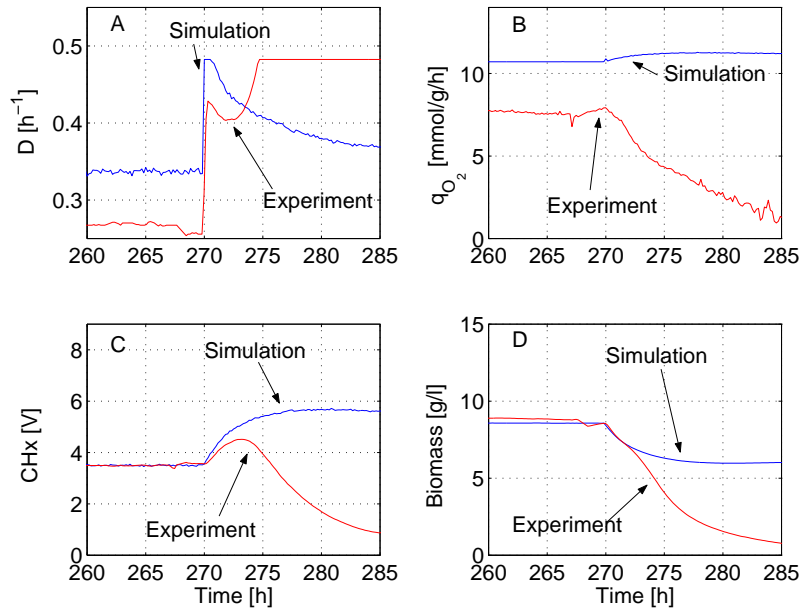 A
Simulation
Experiment
D [h⁻¹]
0.5
0.4
0.3
260 265 270 275 280 285
B
Simulation
Experiment
q_O₂ [mmol/g/h]
15
10
5
0
260 265 270 275 280 285
C
Simulation
Experiment
CHx [V]
8
6
4
2
0
260 265 270 275 280 285
Time [h]
D
Simulation
Experiment
Biomass [g/l]
15
10
5
0
260 265 270 275 280 285
Time [h]